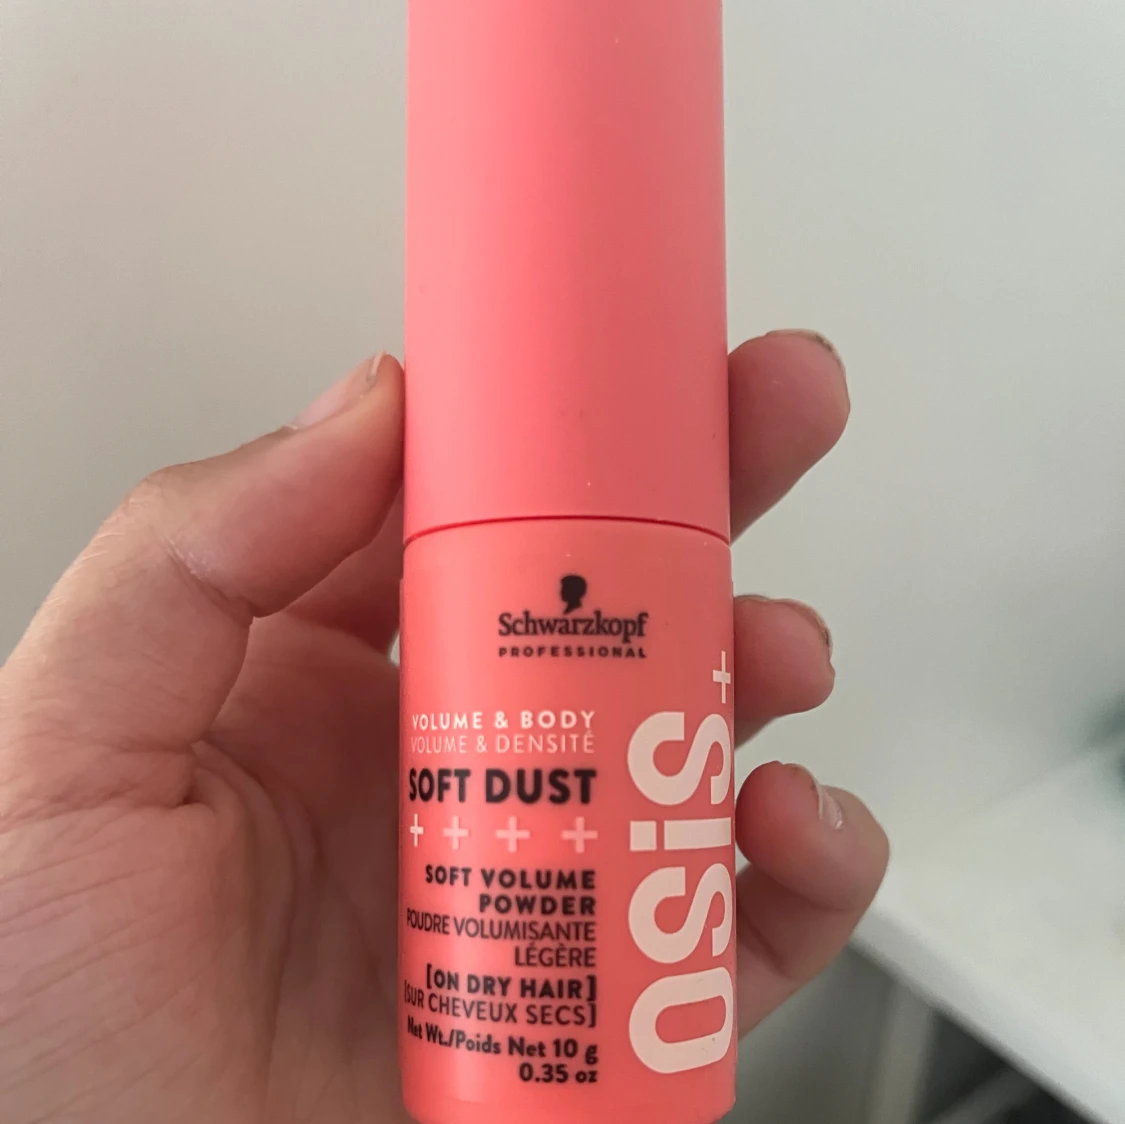 Schwarzkopf
PROFESSIONAL
VOLUME & BODY
VOLUME & DENSITÉ
SOFT DUST
+ + + +
SOFT VOLUME
POWDER
POUDRE VOLUMISANTE
LÉGÈRE
[ON DRY HAIR]
[SUR CHEVEUX SECS]
Net Wt./Poids Net 10 g
0.35 oz
OSiS+